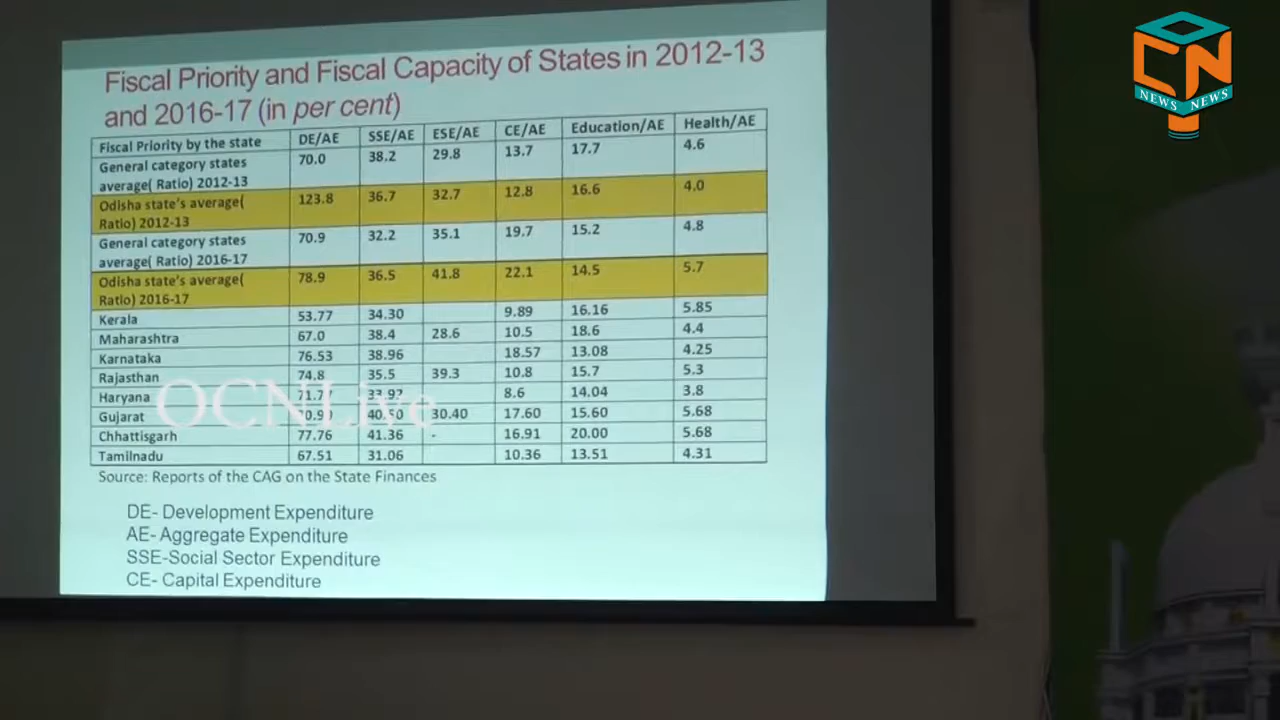 CN
NEWS NEWS
Fiscal Priority and Fiscal Capacity of States in 2012-13
and 2016-17 (in per cent)
Fiscal Priority by the state DE/AE SSE/AE ESE/AE CE/AE Education/AE Health/AE
General category states
average( Ratio) 2012-13 70.0 38.2 29.8 13.7 17.7 4.6
Odisha state's average(
Ratio) 2012-13 123.8 36.7 32.7 12.8 16.6 4.0
General category states
average( Ratio) 2016-17 70.9 32.2 35.1 19.7 15.2 4.8
Odisha state's average(
Ratio) 2016-17 78.9 36.5 41.8 22.1 14.5 5.7
Kerala 53.77 34.30 9.89 16.16 5.85
Maharashtra 67.0 38.4 28.6 10.5 18.6 4.4
Karnataka 76.53 38.96 18.57 13.08 4.25
Rajasthan 74.8 35.5 39.3 10.8 15.7 5.3
Haryana 33.92 8.6 14.04 3.8
Gujarat 30.40 17.60 15.60 5.68
Chhattisgarh 77.76 41.36 - 16.91 20.00 5.68
Tamilnadu 67.51 31.06 10.36 13.51 4.31
OCNLive
Source: Reports of the CAG on the State Finances
DE- Development Expenditure
AE- Aggregate Expenditure
SSE-Social Sector Expenditure
CE- Capital Expenditure